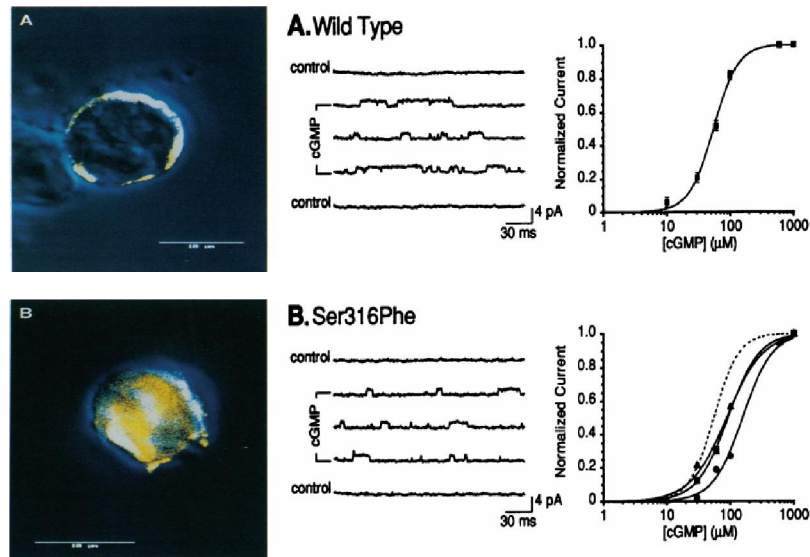 A
A. Wild Type
control
cGMP
control
4 pA
30 ms
Normalized Current
1.0
0.8
0.6
0.4
0.2
0
1
10
100
1000
[cGMP] (µM)
B
B. Ser316Phe
control
cGMP
control
4 pA
30 ms
Normalized Current
1.0
0.8
0.6
0.4
0.2
0.0
1
10
100
1000
[cGMP] (µM)